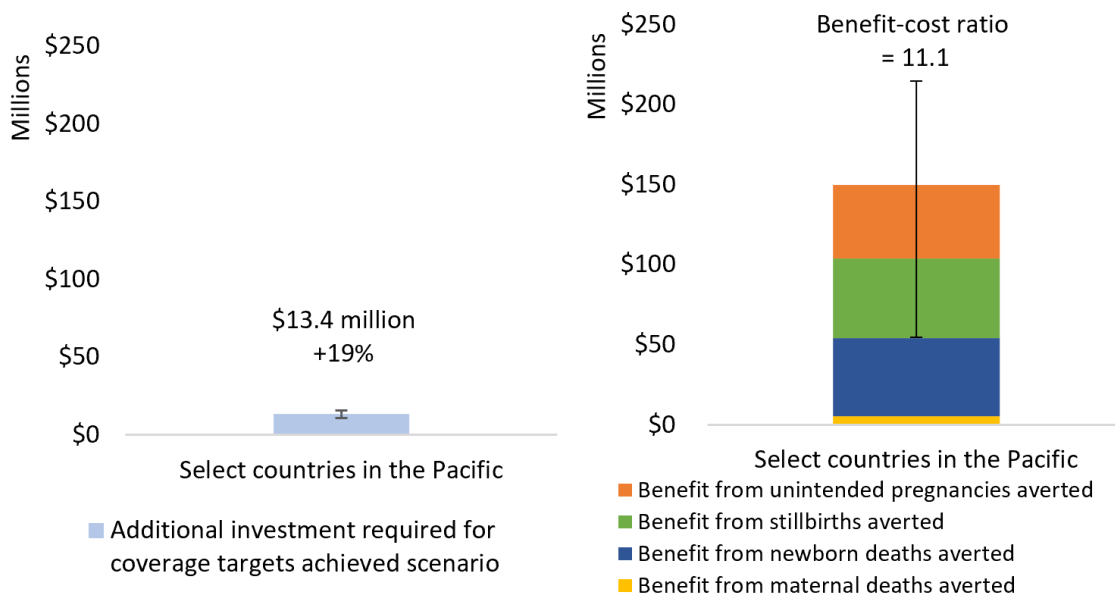 Millions
$250
$200
$150
$100
$50
$0
$13.4 million
+19%
Select countries in the Pacific
Additional investment required for
coverage targets achieved scenario
Millions
$250
$200
$150
$100
$50
$0
Benefit-cost ratio
= 11.1
Select countries in the Pacific
Benefit from unintended pregnancies averted
Benefit from stillbirths averted
Benefit from newborn deaths averted
Benefit from maternal deaths averted